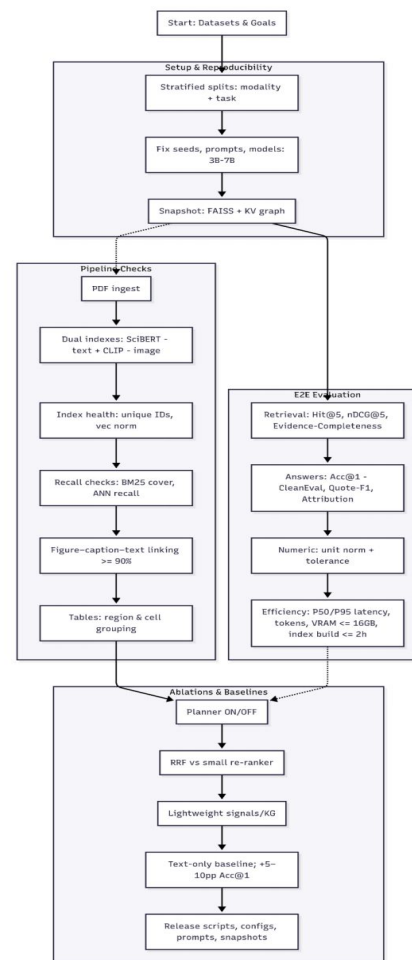 Start: Datasets & Goals
Setup & Reproducibility
Stratified splits: modality
+ task
Fix seeds, prompts, models:
3B-7B
Snapshot: FAISS + KV graph
Pipeline Checks
PDF ingest
Dual indexes: SciBERT -
text + CLIP - image
Index health: unique IDs,
vec norm
Recall checks: BM25 cover,
ANN recall
Figure–caption–text linking
>= 90%
Tables: region & cell
grouping
E2E Evaluation
Retrieval: Hit@5, nDCG@5,
Evidence-Completeness
Answers: Acc@1 -
CleanEval, Quote-F1,
Attribution
Numeric: unit norm +
tolerance
Efficiency: P50/P95 latency,
tokens, VRAM <= 16GB,
index build <= 2h
Ablations & Baselines
Planner ON/OFF
RRF vs small re-ranker
Lightweight signals/KG
Text-only baseline; +5–
10pp Acc@1
Release scripts, configs,
prompts, snapshots